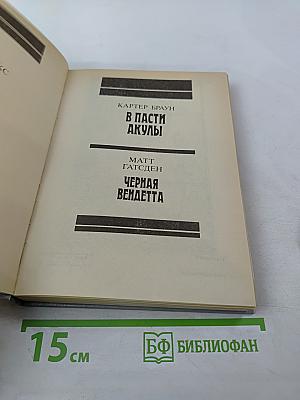 КАРТЕР БРАУН
В ПАСТИ
АКУЛЫ
МАТТ
ГАТСДЕН
ЧЕРНАЯ
ВЕНДЕТТА
15 см
БФ БИБЛИОФАН